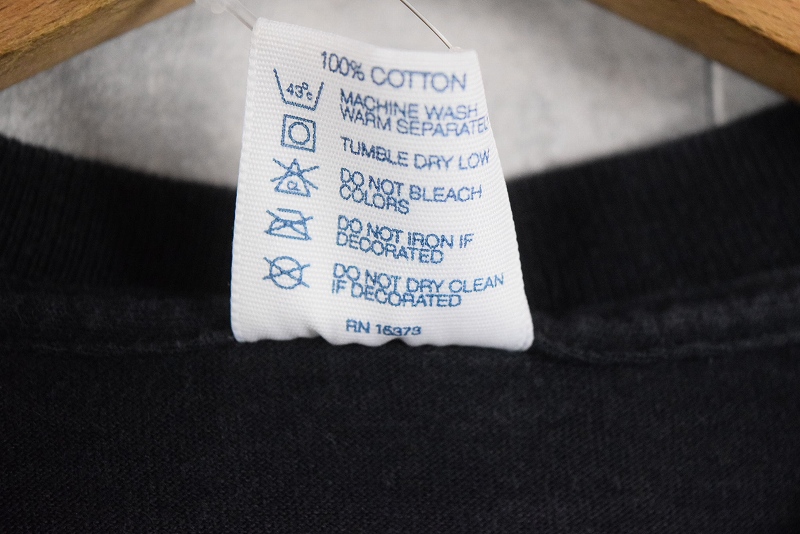 100% COTTON
43°C
MACHINE WASH
WARM SEPARATEL
TUMBLE DRY LOW
DO NOT BLEACH
COLORS
DO NOT IRON IF
DECORATED
DO NOT DRY CLEAN
IF DECORATED
RN 16373